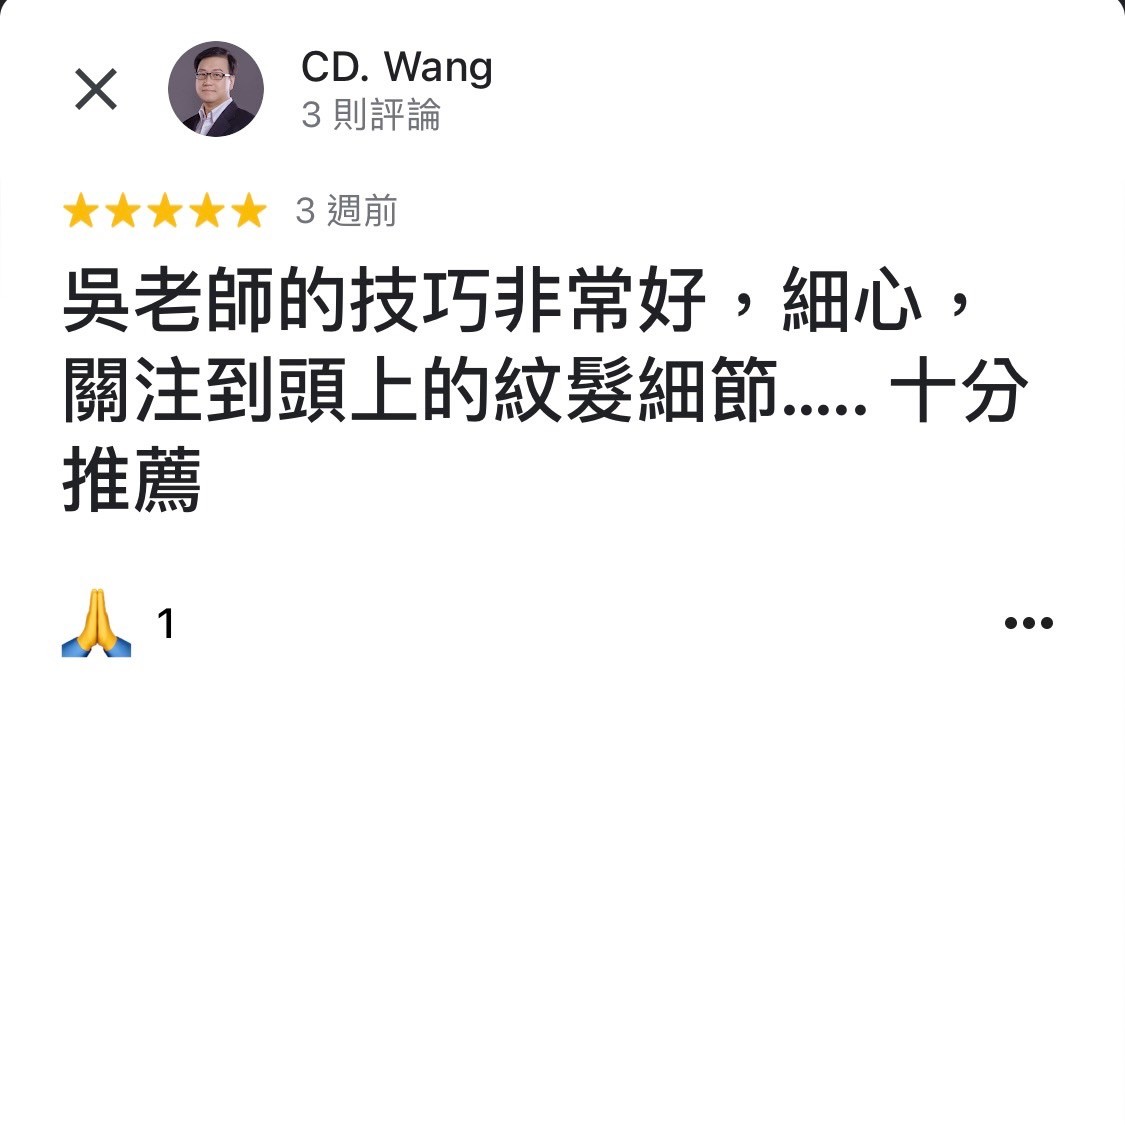 CD. Wang
3 則評論
3 週前
吳老師的技巧非常好，細心，
關注到頭上的紋髮細節..... 十分
推薦
1